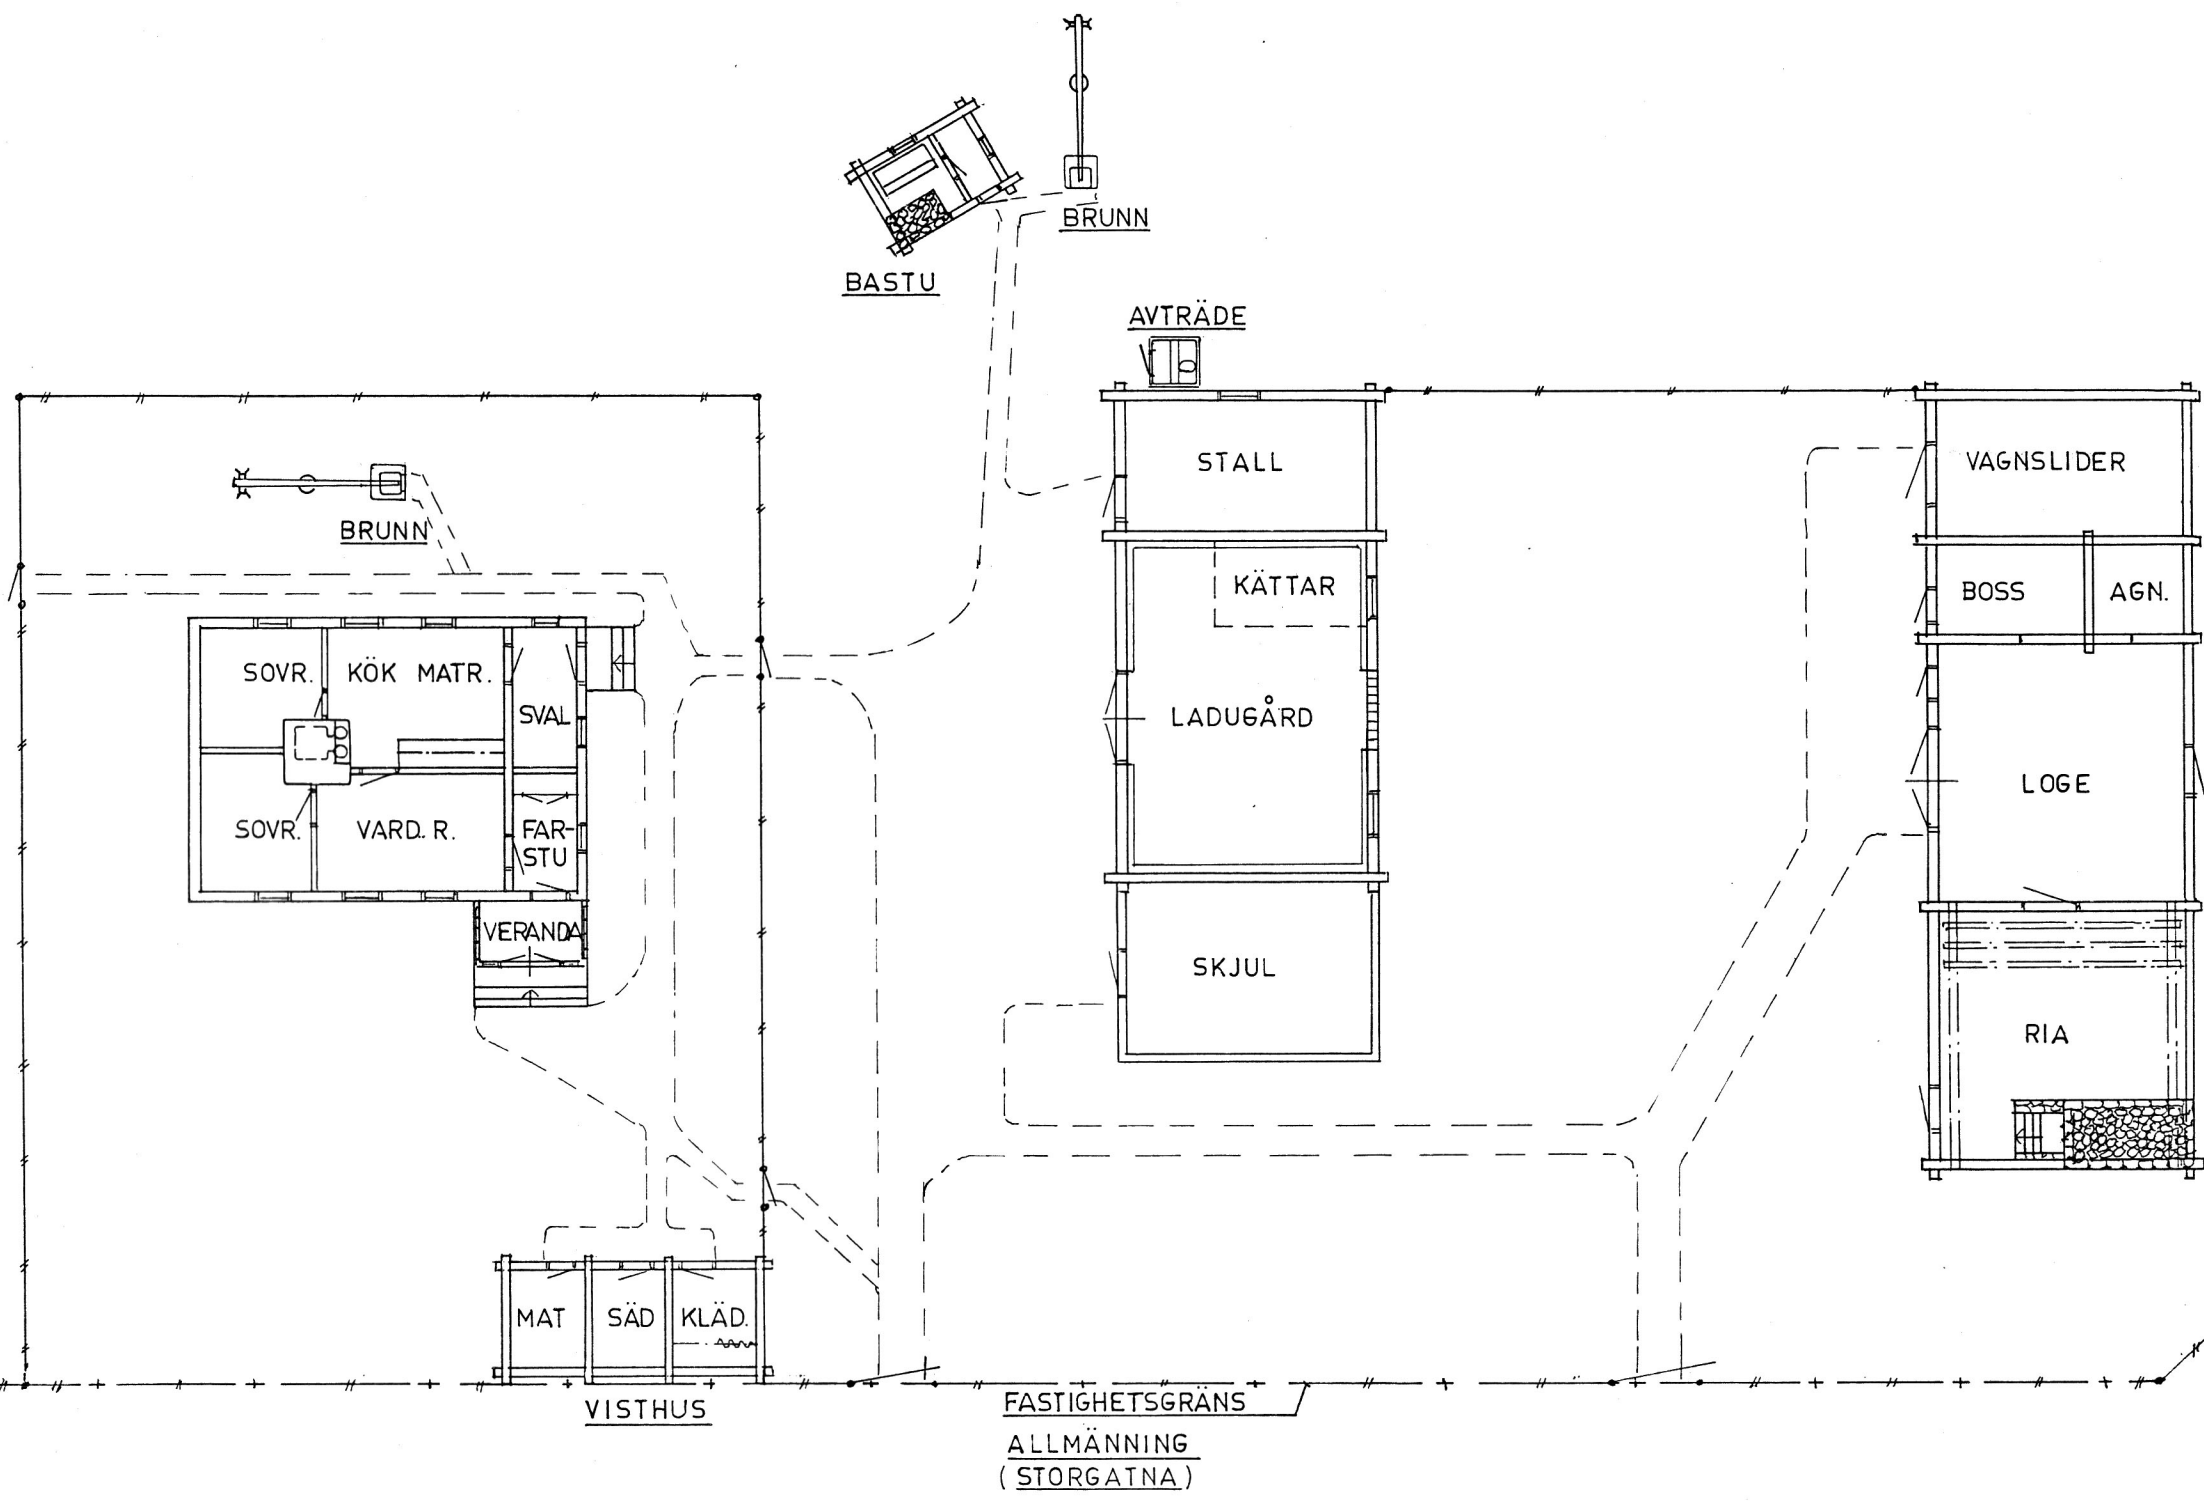 BRUNN
BASTU
AVTRÄDE
STALL
VAGNSLIDER
BRUNN
KÄTTAR
BOSS
AGN.
SOVR.
KÖK MATR.
SVAL
LADUGÅRD
LOGE
SOVR.
VARD. R.
FAR-
STU
VERANDA
SKJUL
RIA
MAT
SÄD
KLÄD.
VISTHUS
FASTIGHETSGRÄNS
ALLMÄNNING
(STORGATNA)